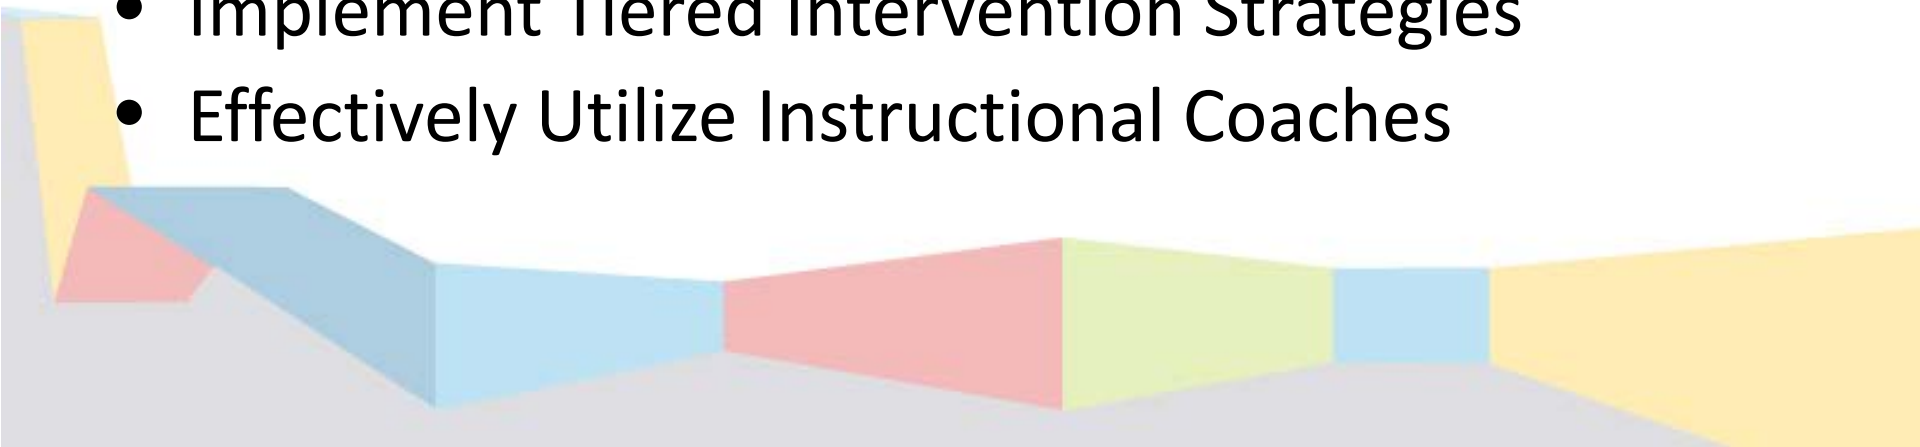 • Implement Tiered Intervention Strategies
• Effectively Utilize Instructional Coaches